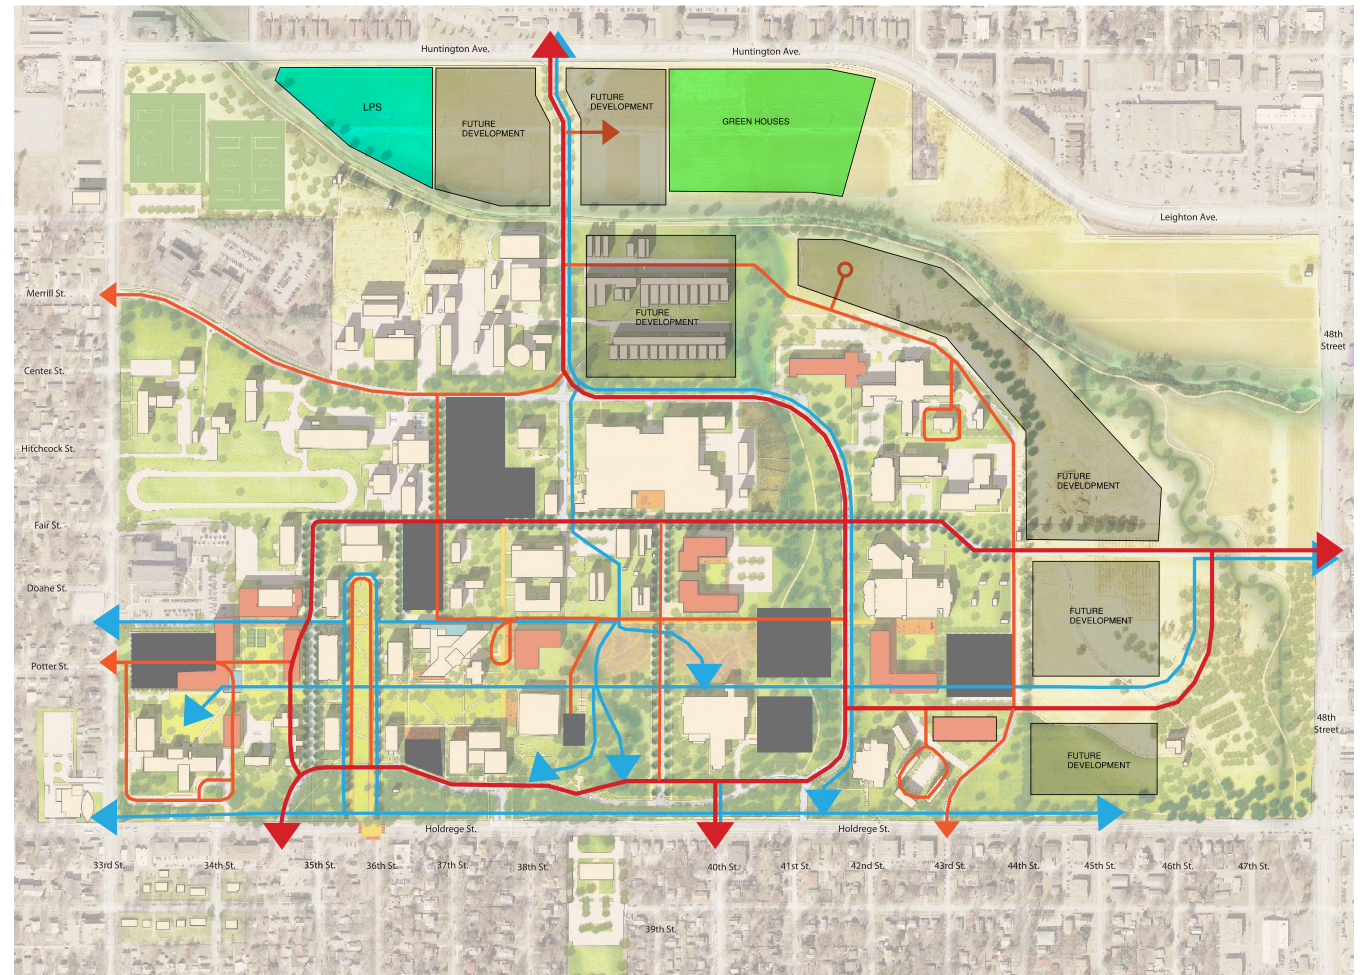 Huntington Ave.
Huntington Ave.
LPS
FUTURE
DEVELOPMENT
FUTURE
DEVELOPMENT
GREEN HOUSES
Leighton Ave.
Merrill St.
FUTURE
DEVELOPMENT
48th
Street
Center St.
Hitchcock St.
FUTURE
DEVELOPMENT
Fair St.
Doane St.
FUTURE
DEVELOPMENT
Potter St.
48th
Street
FUTURE
DEVELOPMENT
Holdrege St.
Holdrege St.
33rd St.
34th St.
35th St.
36th St.
37th St.
38th St.
40th St.
41st St.
42nd St.
43rd St.
44th St.
45th St.
46th St.
47th St.
39th St.